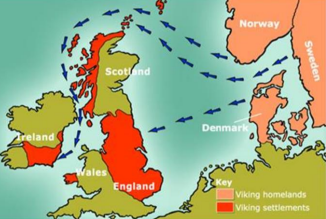 Norway
Sweden
Scotland
Denmark
Ireland
Wales
England
Key
Viking homelands
Viking settlements